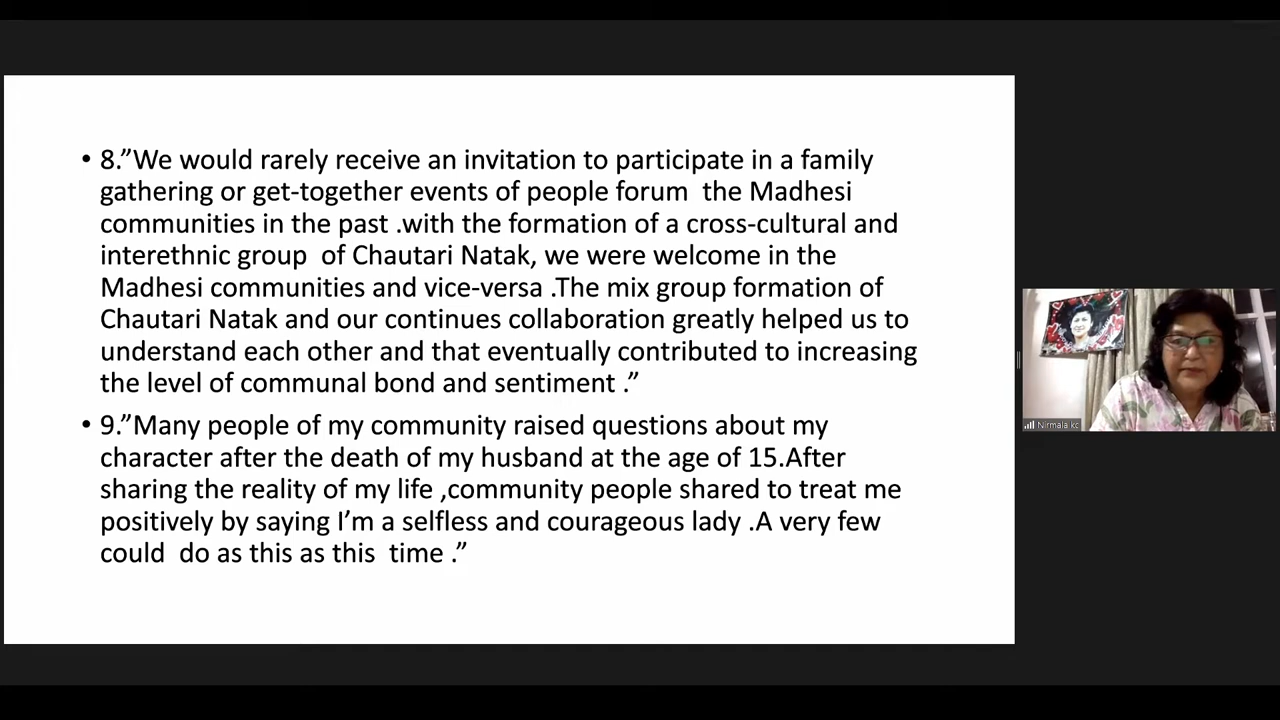 • 8.”We would rarely receive an invitation to participate in a family
gathering or get-together events of people forum  the Madhesi
communities in the past .with the formation of a cross-cultural and
interethnic group  of Chautari Natak, we were welcome in the
Madhesi communities and vice-versa .The mix group formation of
Chautari Natak and our continues collaboration greatly helped us to
understand each other and that eventually contributed to increasing
the level of communal bond and sentiment .”
• 9.”Many people of my community raised questions about my
character after the death of my husband at the age of 15.After
sharing the reality of my life ,community people shared to treat me
positively by saying I’m a selfless and courageous lady .A very few
could  do as this as this  time .”
Nirmala kc